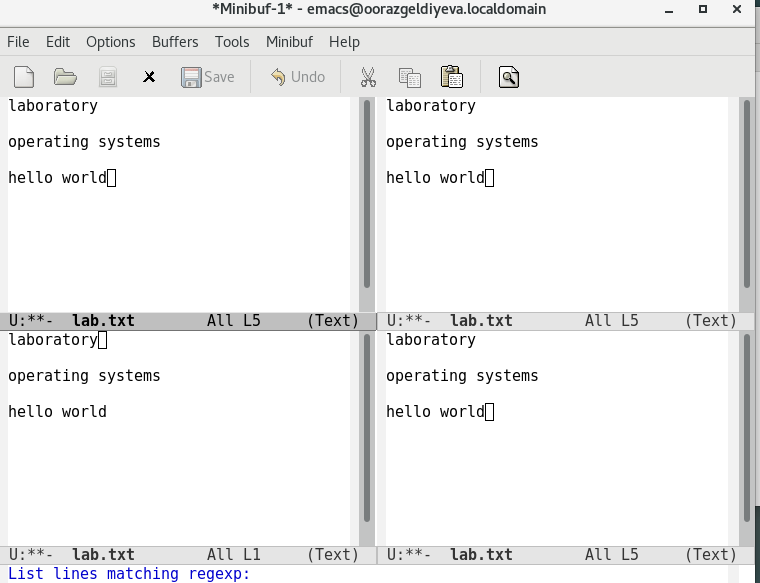 *Minibuf-1* - emacs@oorazgeldiyeva.localdomain
File Edit Options Buffers Tools Minibuf Help
Save Undo
laboratory
operating systems
hello world
U:**- lab.txt All L5 (Text)
laboratory
operating systems
hello world
U:**- lab.txt All L5 (Text)
laboratory
operating systems
hello world
U:**- lab.txt All L1 (Text)
laboratory
operating systems
hello world
U:**- lab.txt All L5 (Text)
List lines matching regexp: